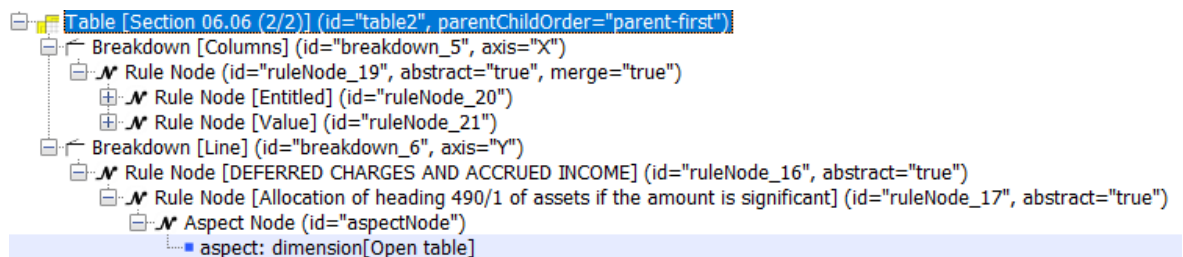 Table [Section 06.06 (2/2)] (id="table2", parentChildOrder="parent-first")
Breakdown [Columns] (id="breakdown_5", axis="X")
Rule Node (id="ruleNode_19", abstract="true", merge="true")
Rule Node [Entitled] (id="ruleNode_20")
Rule Node [Value] (id="ruleNode_21")
Breakdown [Line] (id="breakdown_6", axis="Y")
Rule Node [DEFERRED CHARGES AND ACCRUED INCOME] (id="ruleNode_16", abstract="true")
Rule Node [Allocation of heading 490/1 of assets if the amount is significant] (id="ruleNode_17", abstract="true")
Aspect Node (id="aspectNode")
aspect: dimension[Open table]